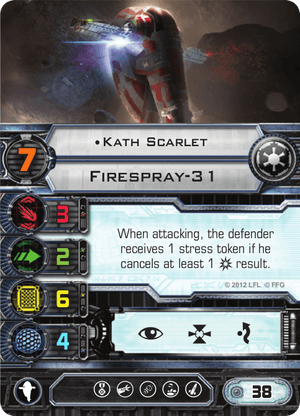 • Kath Scarlet
7
Firespray-31
3
When attacking, the defender
receives 1 stress token if he
cancels at least 1 result.
2
© 2012 LFL © FFG
6
4
38